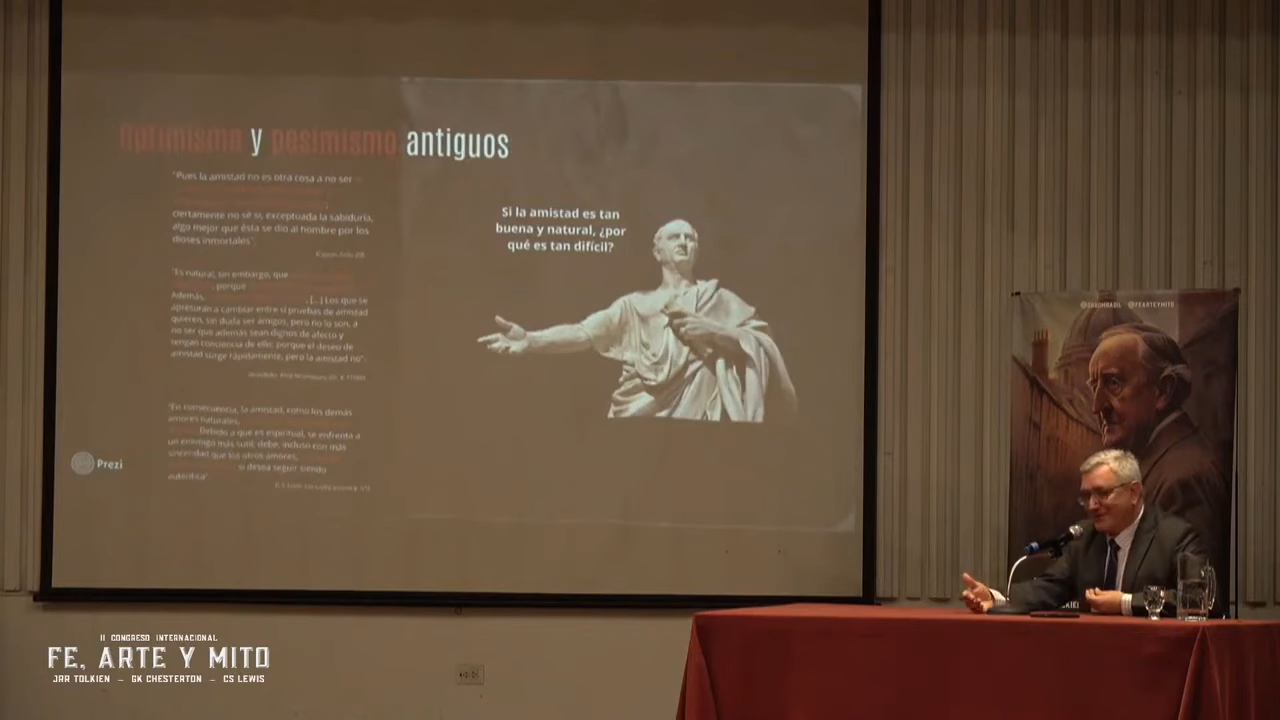 Optimismo y pesimismo antiguos
"Pues la amistad no es otra cosa a no ser
ciertamente no sé si, exceptuada la sabiduría,
algo mejor que ésta se dio al hombre por los
dioses inmortales".
"Es natural, sin embargo, que
, porque
Además,
. [...] Los que se
apresuran a cambiar entre sí pruebas de amistad
quieren, sin duda ser amigos, pero no lo son, a
no ser que además sean dignos de afecto y
tengan conciencia de ello; porque el deseo de
amistad surge rápidamente, pero la amistad no".
"En consecuencia, la amistad, como los demás
amores naturales,
Debido a que es espiritual, se enfrenta a
un enemigo más sutil; debe, incluso con más
sinceridad que los otros amores,
si desea seguir siendo
auténtica".
Si la amistad es tan
buena y natural, ¿por
qué es tan difícil?
Prezi
@FEARTEYMITO
II CONGRESO INTERNACIONAL
FE, ARTE Y MITO
JRR TOLKIEN – GK CHESTERTON – CS LEWIS